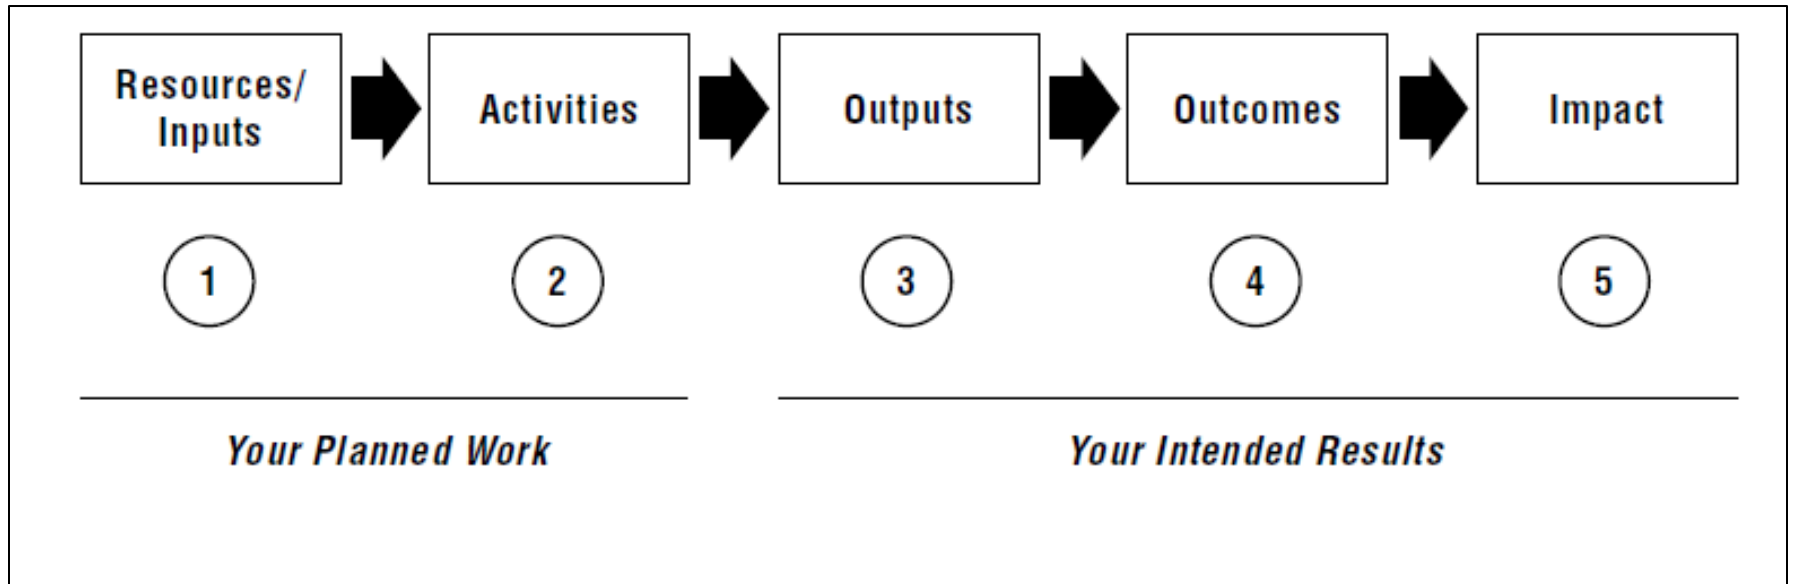 Resources/
Inputs
Activities
Outputs
Outcomes
Impact
1
2
3
4
5
Your Planned Work
Your Intended Results